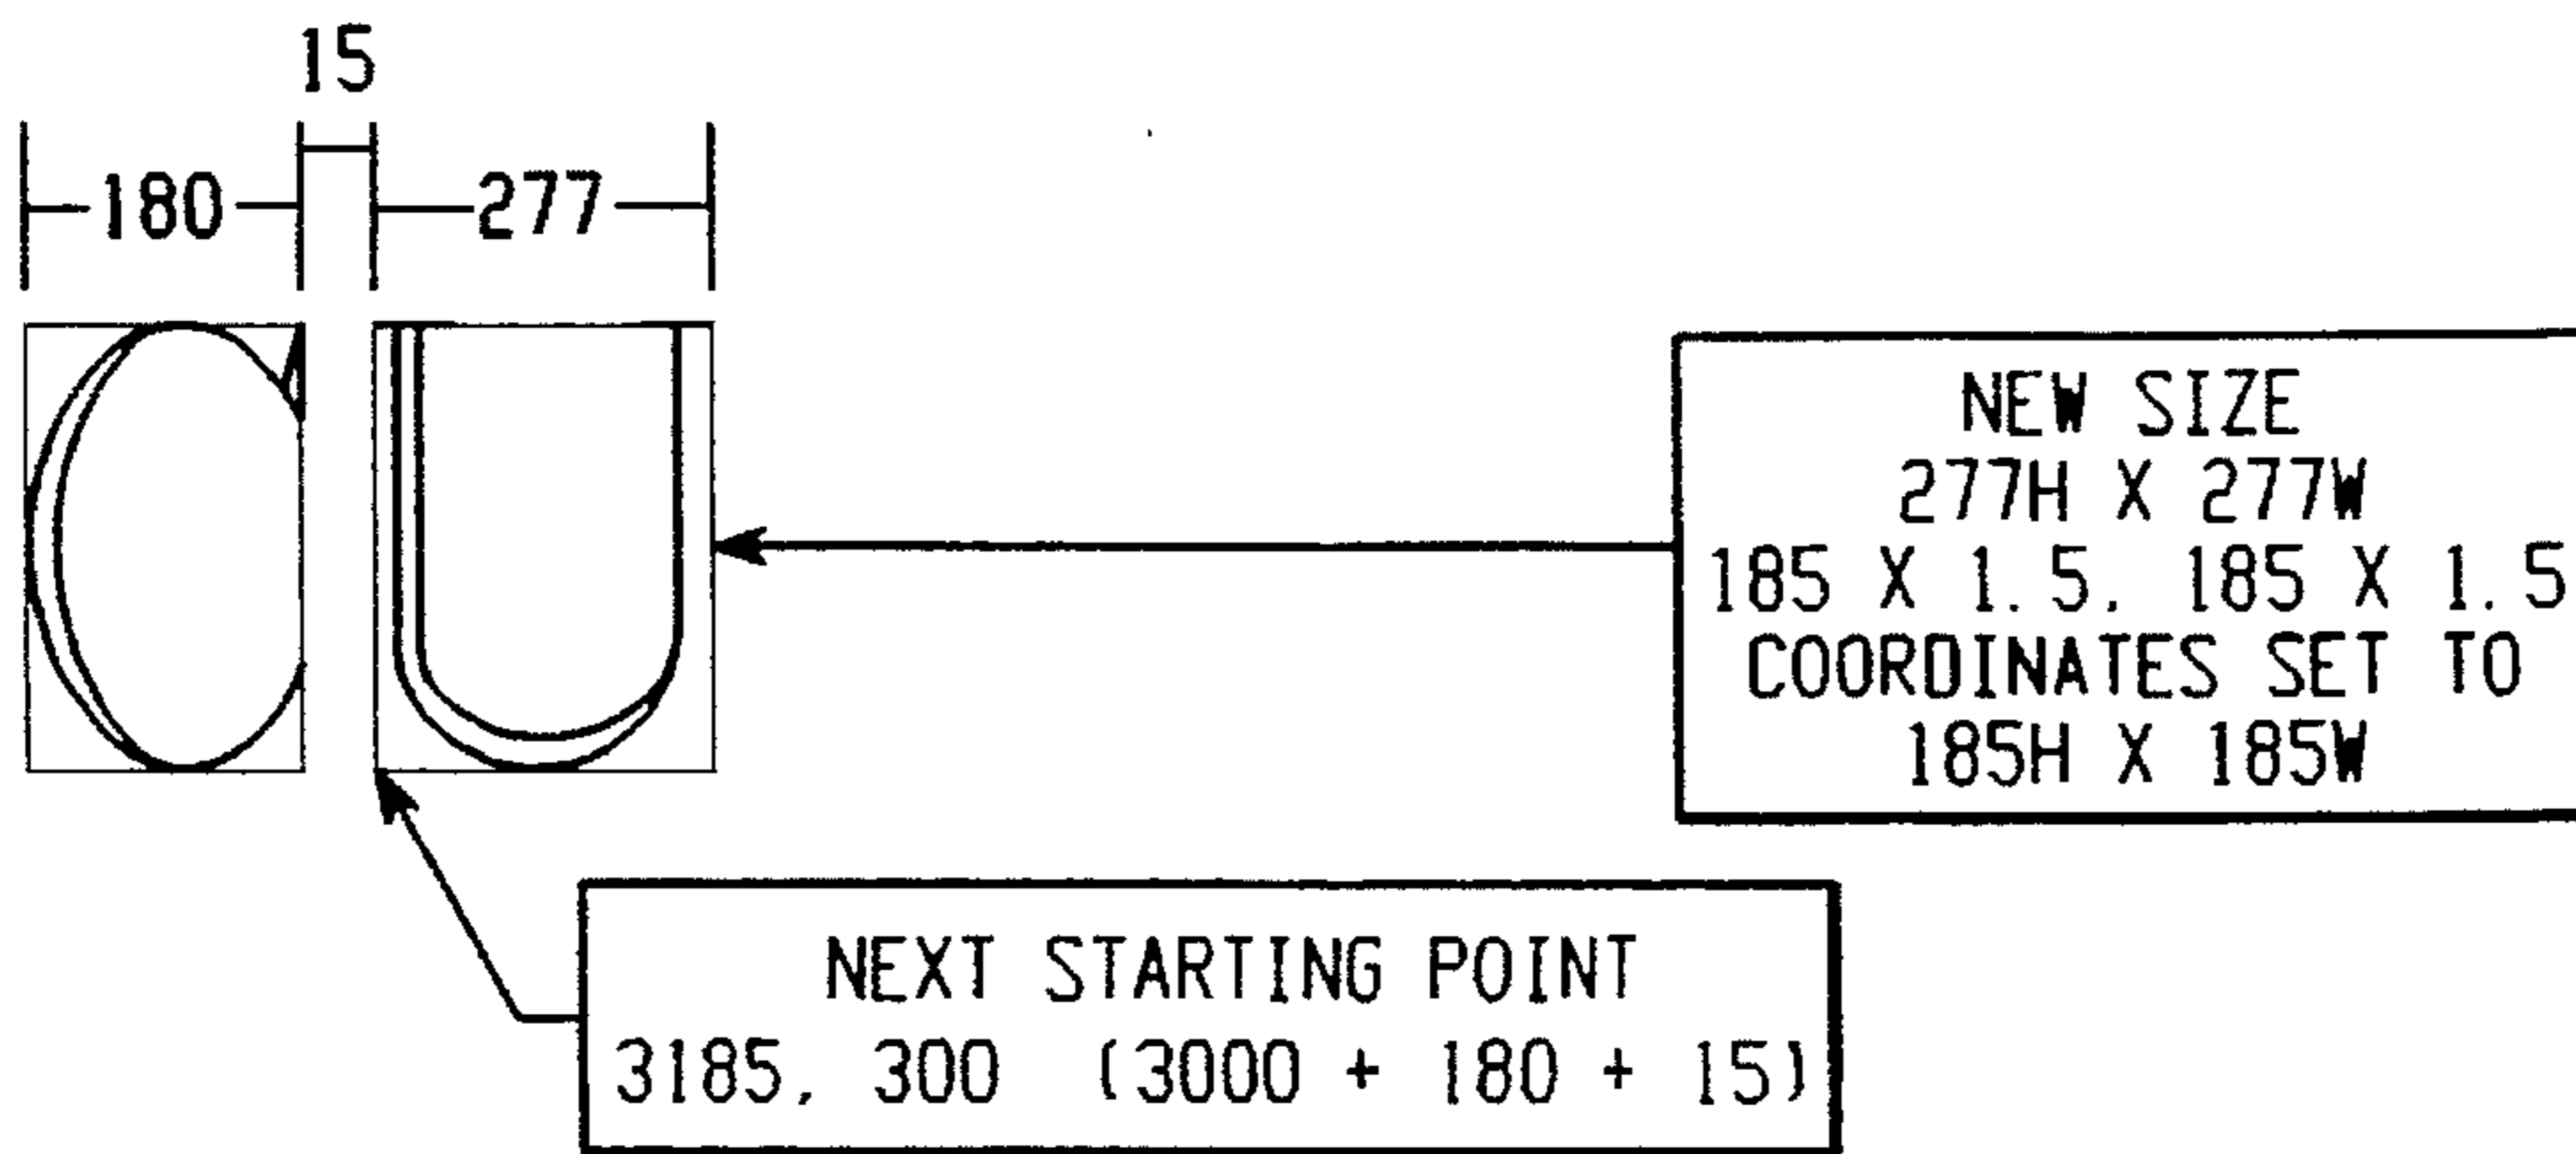 15
180
277
NEW SIZE
277H X 277W
185 X 1.5, 185 X 1.5
COORDINATES SET TO
185H X 185W
NEXT STARTING POINT
3185, 300 (3000 + 180 + 15)